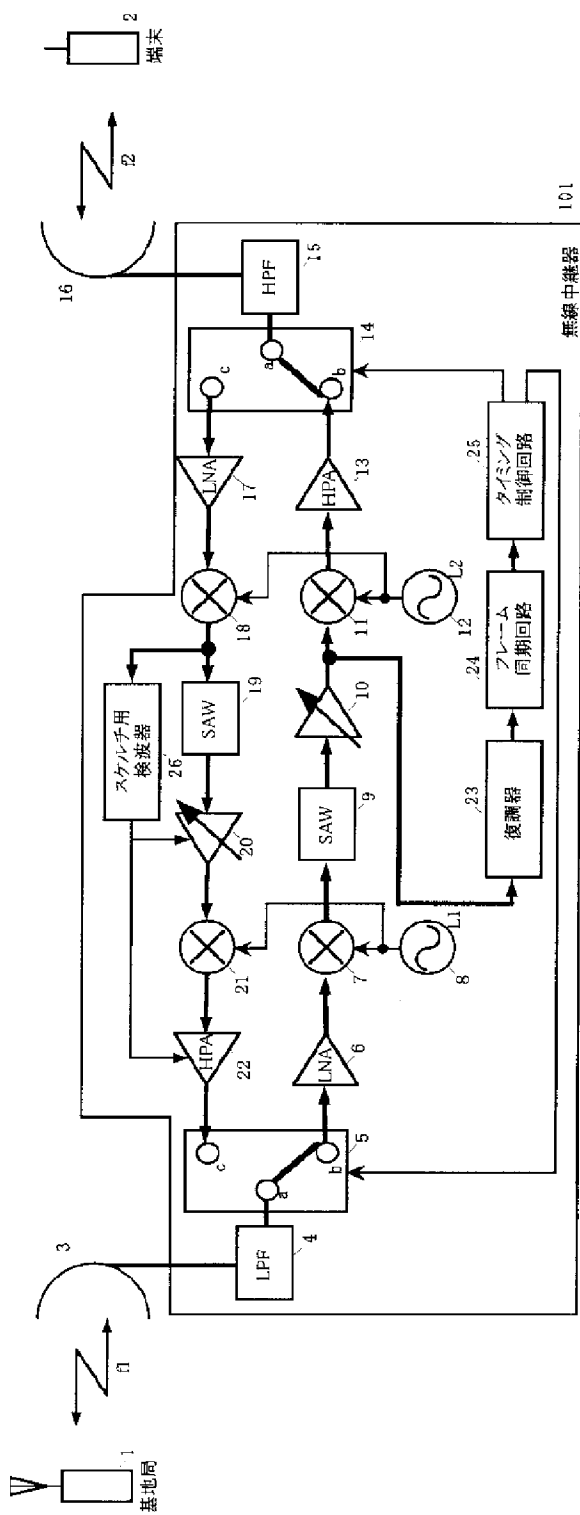 1
基地局
f1
3
LPF
4
a
b
c
5
LNA
6
7
8
L1
SAW
9
10
11
12
L2
HPA
13
14
a
b
c
HPF
15
16
LNA
17
18
SAW
19
20
21
HPA
22
復調器
23
フレーム
同期回路
24
タイミング
制御回路
25
スケルチ用
検波器
26
f2
2
端末
無線中継器
101